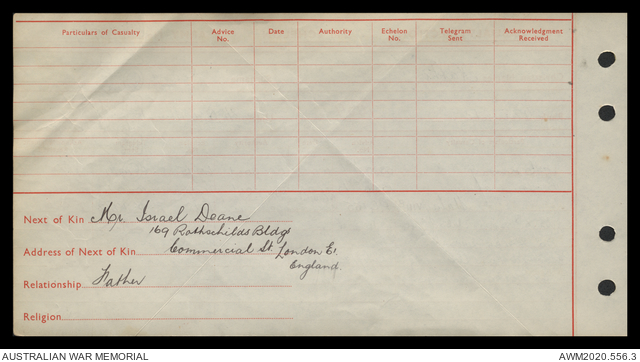 Particulars of Casualty Advice No. Date Authority Echelon No. Telegram Sent Acknowledgment Received
Next of Kin Mr. Israel Deane
169 Rothschilds Bldgs
Address of Next of Kin Commercial St. London E1.
England.
Relationship Father
Religion
AUSTRALIAN WAR MEMORIAL AWM2020.556.3